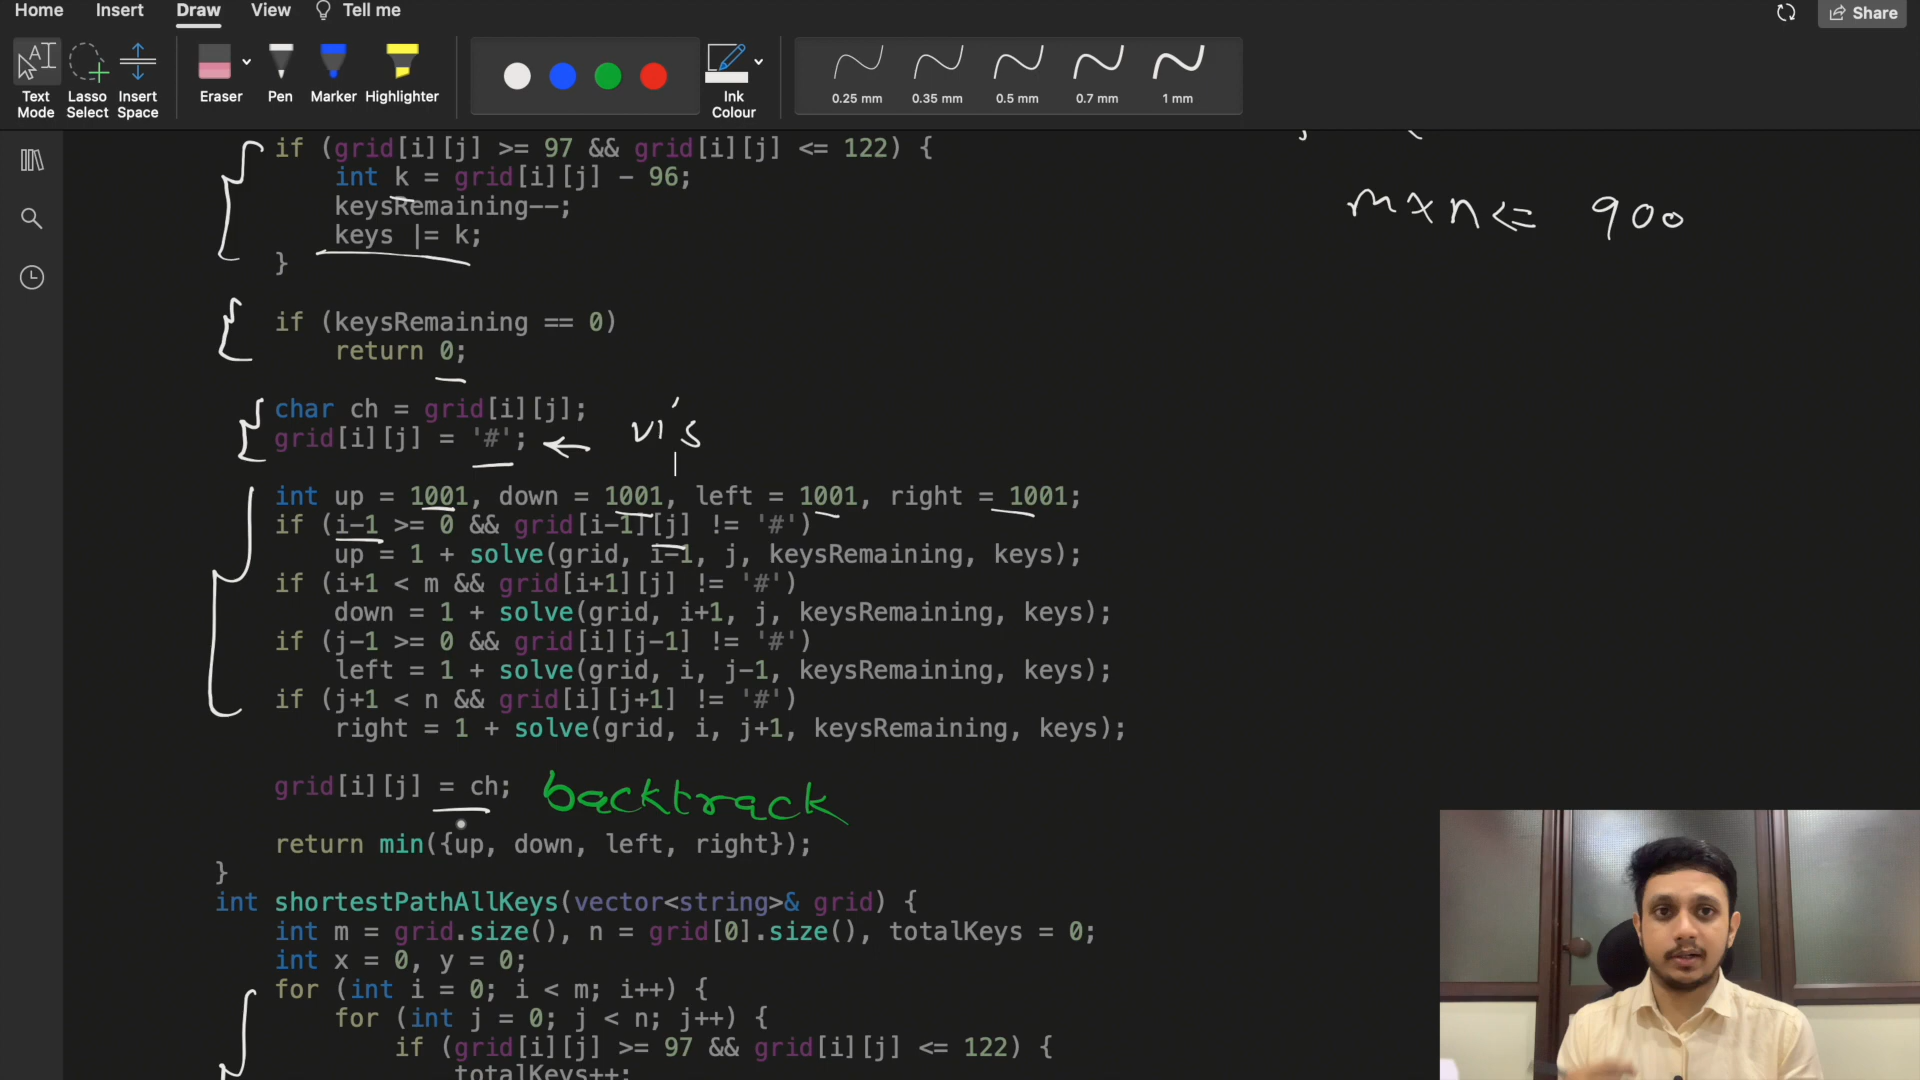 Home Insert Draw View Tell me Share
Text Mode
Lasso Select
Insert Space
Eraser
Pen
Marker
Highlighter
Ink Colour
0.25 mm
0.35 mm
0.5 mm
0.7 mm
1 mm
if (grid[i][j] >= 97 && grid[i][j] <= 122) {
int k = grid[i][j] - 96;
keysRemaining--;
keys |= k;
}
m x n <= 900
if (keysRemaining == 0)
return 0;
char ch = grid[i][j];
grid[i][j] = '#'; ← vis
int up = 1001, down = 1001, left = 1001, right = 1001;
if (i-1 >= 0 && grid[i-1][j] != '#')
up = 1 + solve(grid, i-1, j, keysRemaining, keys);
if (i+1 < m && grid[i+1][j] != '#')
down = 1 + solve(grid, i+1, j, keysRemaining, keys);
if (j-1 >= 0 && grid[i][j-1] != '#')
left = 1 + solve(grid, i, j-1, keysRemaining, keys);
if (j+1 < n && grid[i][j+1] != '#')
right = 1 + solve(grid, i, j+1, keysRemaining, keys);
grid[i][j] = ch; backtrack
return min({up, down, left, right});
}
int shortestPathAllKeys(vector<string>& grid) {
int m = grid.size(), n = grid[0].size(), totalKeys = 0;
int x = 0, y = 0;
for (int i = 0; i < m; i++) {
for (int j = 0; j < n; j++) {
if (grid[i][j] >= 97 && grid[i][j] <= 122) {
totalKeys++;